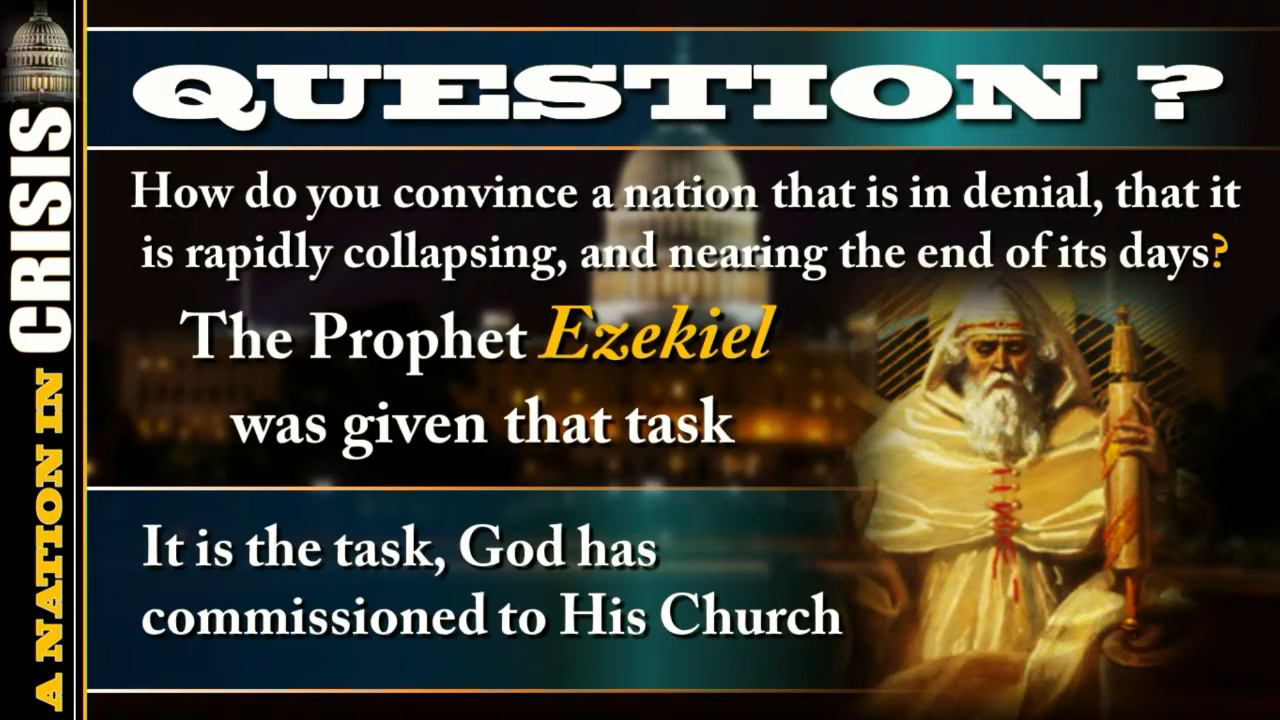 A NATION IN CRISIS
QUESTION ?
How do you convince a nation that is in denial, that it
is rapidly collapsing, and nearing the end of its days?
The Prophet Ezekiel
was given that task
It is the task, God has
commissioned to His Church